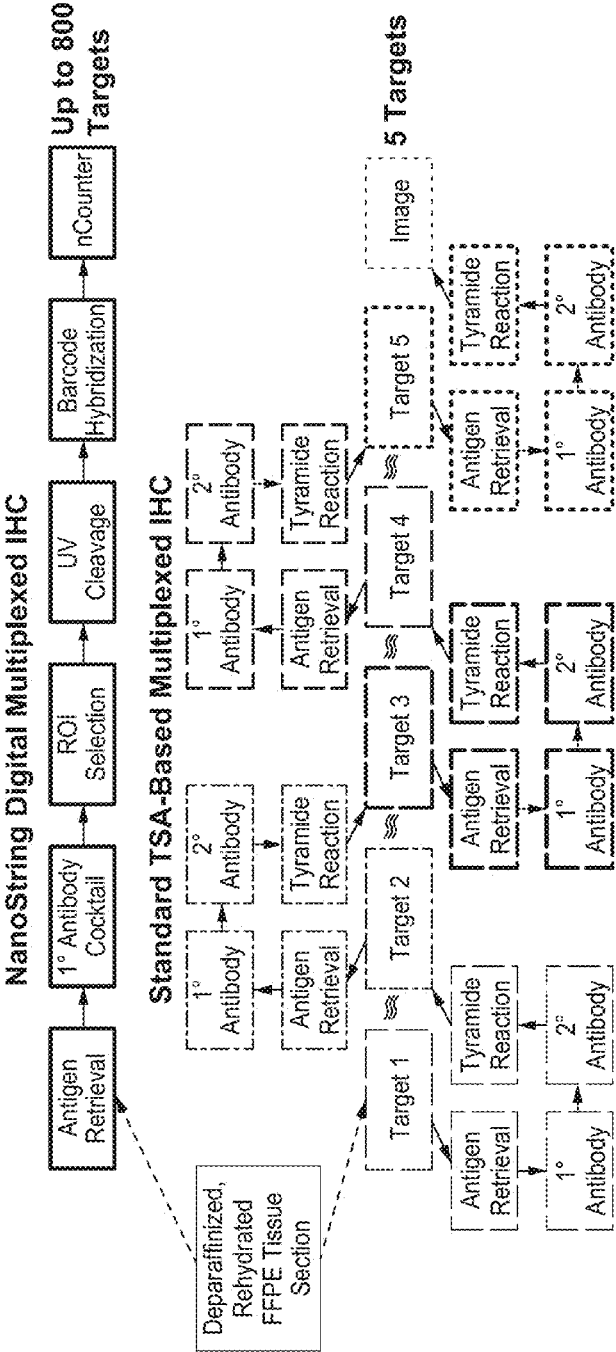 NanoString Digital Multiplexed IHC
Antigen
Retrieval
1° Antibody
Cocktail
ROI
Selection
UV
Cleavage
Barcode
Hybridization
nCounter
Up to 800
Targets
Deparaffinized,
Rehydrated
FFPE Tissue
Section
Standard TSA-Based Multiplexed IHC
Target 1
Antigen
Retrieval
1°
Antibody
2°
Antibody
Tyramide
Reaction
Target 2
Antigen
Retrieval
1°
Antibody
2°
Antibody
Tyramide
Reaction
Target 3
Antigen
Retrieval
1°
Antibody
2°
Antibody
Tyramide
Reaction
Target 4
Antigen
Retrieval
1°
Antibody
2°
Antibody
Tyramide
Reaction
Target 5
Antigen
Retrieval
1°
Antibody
2°
Antibody
Tyramide
Reaction
Image
5 Targets